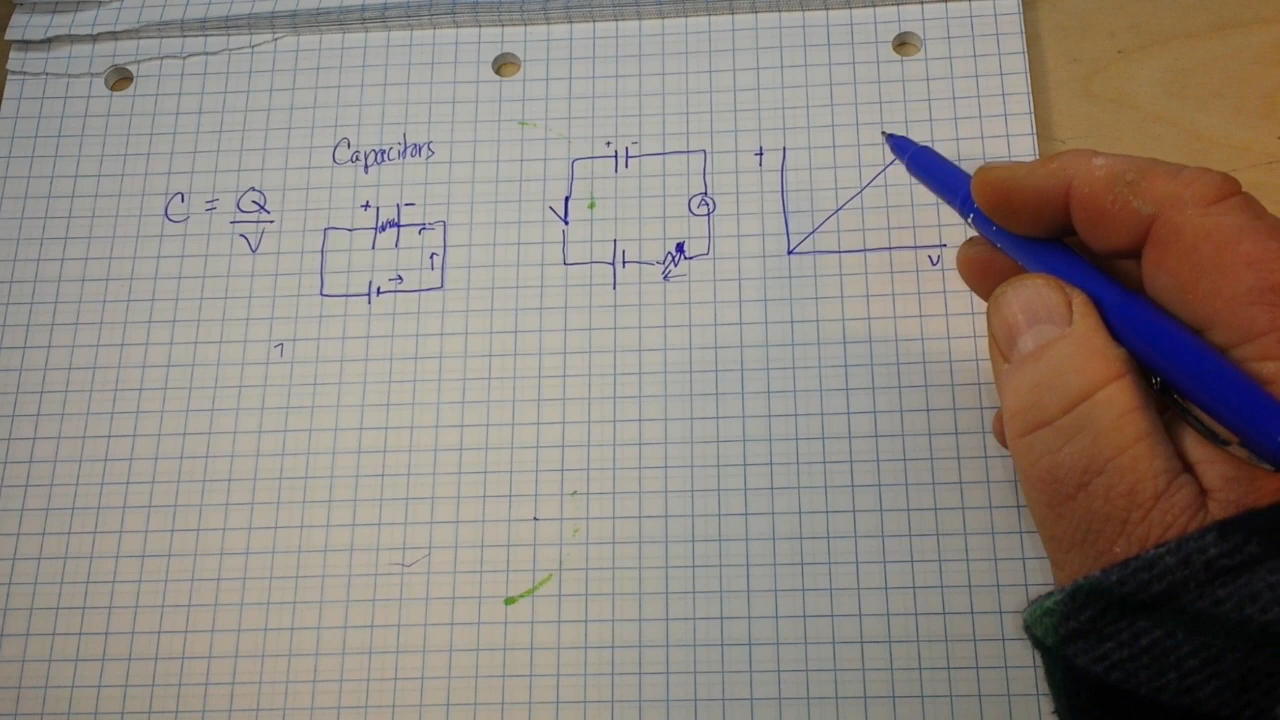 Capacitors
C = Q/V
+ -
+ -
A
+
V